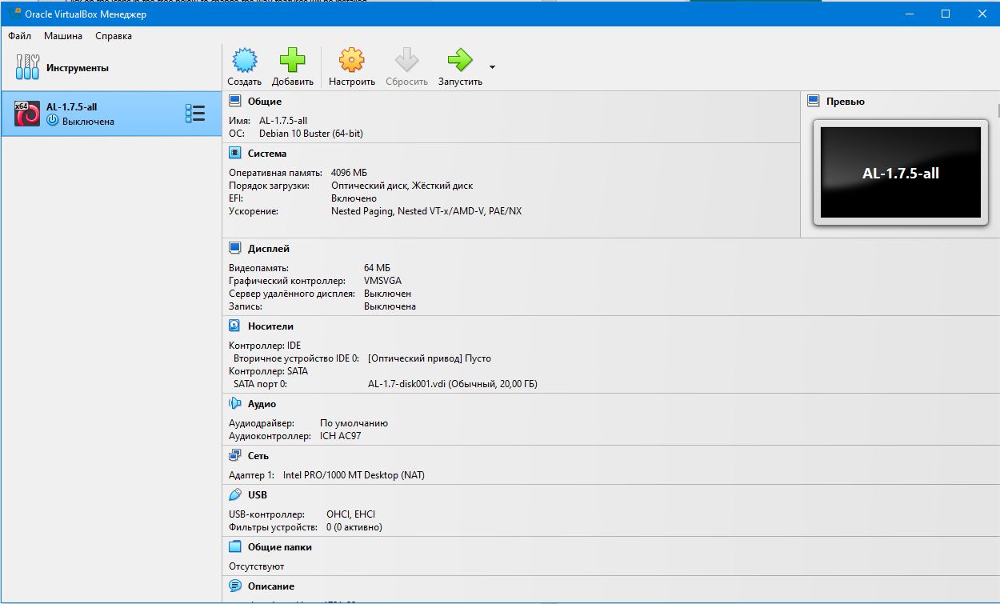 Oracle VirtualBox Менеджер
Файл Машина Справка
Инструменты
Создать Добавить Настроить Сбросить Запустить
x64
AL-1.7.5-all
Выключена
Общие
Имя: AL-1.7.5-all
ОС: Debian 10 Buster (64-bit)
Превью
AL-1.7.5-all
Система
Оперативная память: 4096 МБ
Порядок загрузки: Оптический диск, Жёсткий диск
EFI: Включено
Ускорение: Nested Paging, Nested VT-x/AMD-V, PAE/NX
Дисплей
Видеопамять: 64 МБ
Графический контроллер: VMSVGA
Сервер удалённого дисплея: Выключен
Запись: Выключена
Носители
Контроллер: IDE
Вторичное устройство IDE 0: [Оптический привод] Пусто
Контроллер: SATA
SATA порт 0: AL-1.7-disk001.vdi (Обычный, 20,00 ГБ)
Аудио
Аудиодрайвер: По умолчанию
Аудиоконтроллер: ICH AC97
Сеть
Адаптер 1: Intel PRO/1000 MT Desktop (NAT)
USB
USB-контроллер: OHCI, EHCI
Фильтры устройств: 0 (0 активно)
Общие папки
Отсутствуют
Описание